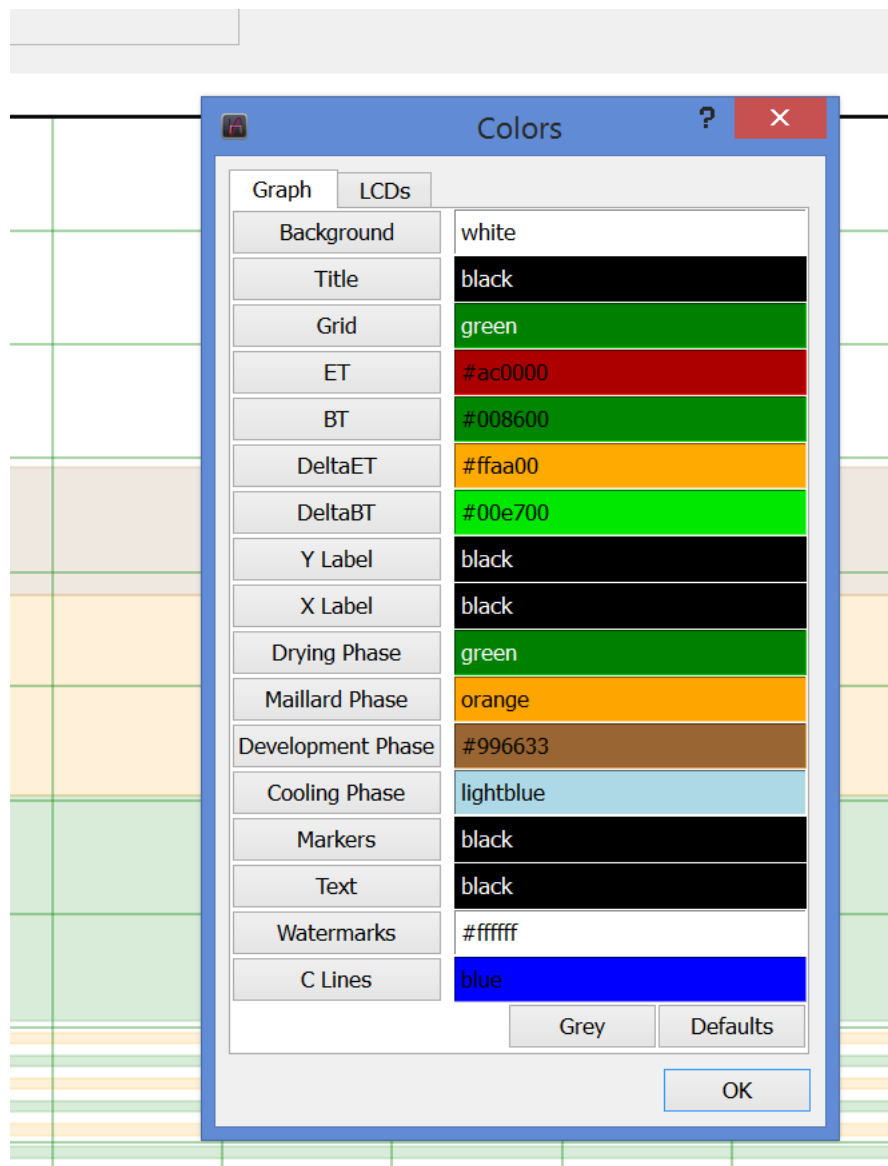 Colors ?
Graph LCDs
Background white
Title black
Grid green
ET #ac0000
BT #008600
DeltaET #ffaa00
DeltaBT #00e700
Y Label black
X Label black
Drying Phase green
Maillard Phase orange
Development Phase #996633
Cooling Phase lightblue
Markers black
Text black
Watermarks #ffffff
C Lines blue
Grey Defaults
OK